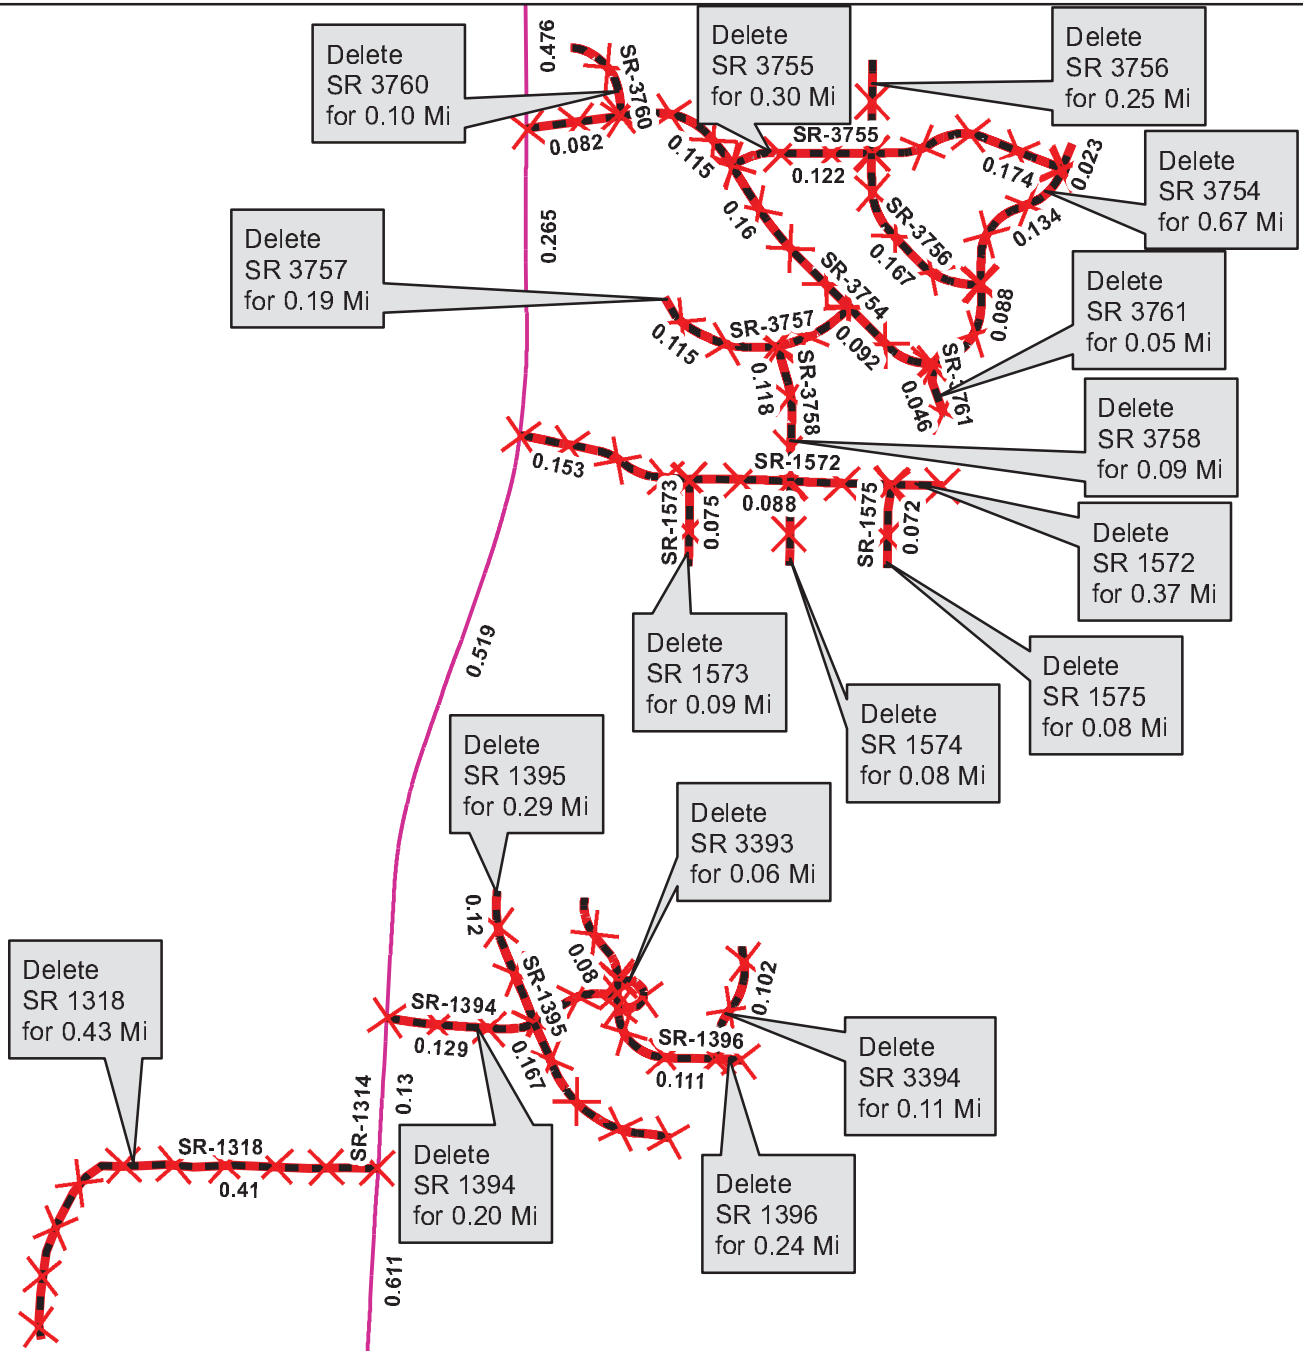 Delete
SR 3760
for 0.10 Mi
0.476
SR-3760
0.082
Delete
SR 3755
for 0.30 Mi
Delete
SR 3756
for 0.25 Mi
SR-3755
0.115
0.122
0.174
0.023
Delete
SR 3754
for 0.67 Mi
0.16
SR-3756
0.167
0.134
0.265
Delete
SR 3757
for 0.19 Mi
SR-3754
0.088
Delete
SR 3761
for 0.05 Mi
0.115
SR-3757
0.092
SR-3758
0.118
SR-3761
0.046
Delete
SR 3758
for 0.09 Mi
0.153
SR-1572
0.088
SR-1573
0.075
SR-1575
0.072
Delete
SR 1572
for 0.37 Mi
0.519
Delete
SR 1573
for 0.09 Mi
Delete
SR 1575
for 0.08 Mi
Delete
SR 1574
for 0.08 Mi
Delete
SR 1395
for 0.29 Mi
Delete
SR 3393
for 0.06 Mi
0.12
SR-1395
0.08
0.102
Delete
SR 1318
for 0.43 Mi
SR-1394
0.129
0.167
SR-1396
0.111
Delete
SR 3394
for 0.11 Mi
SR-1314
0.13
SR-1318
0.41
Delete
SR 1394
for 0.20 Mi
Delete
SR 1396
for 0.24 Mi
0.611